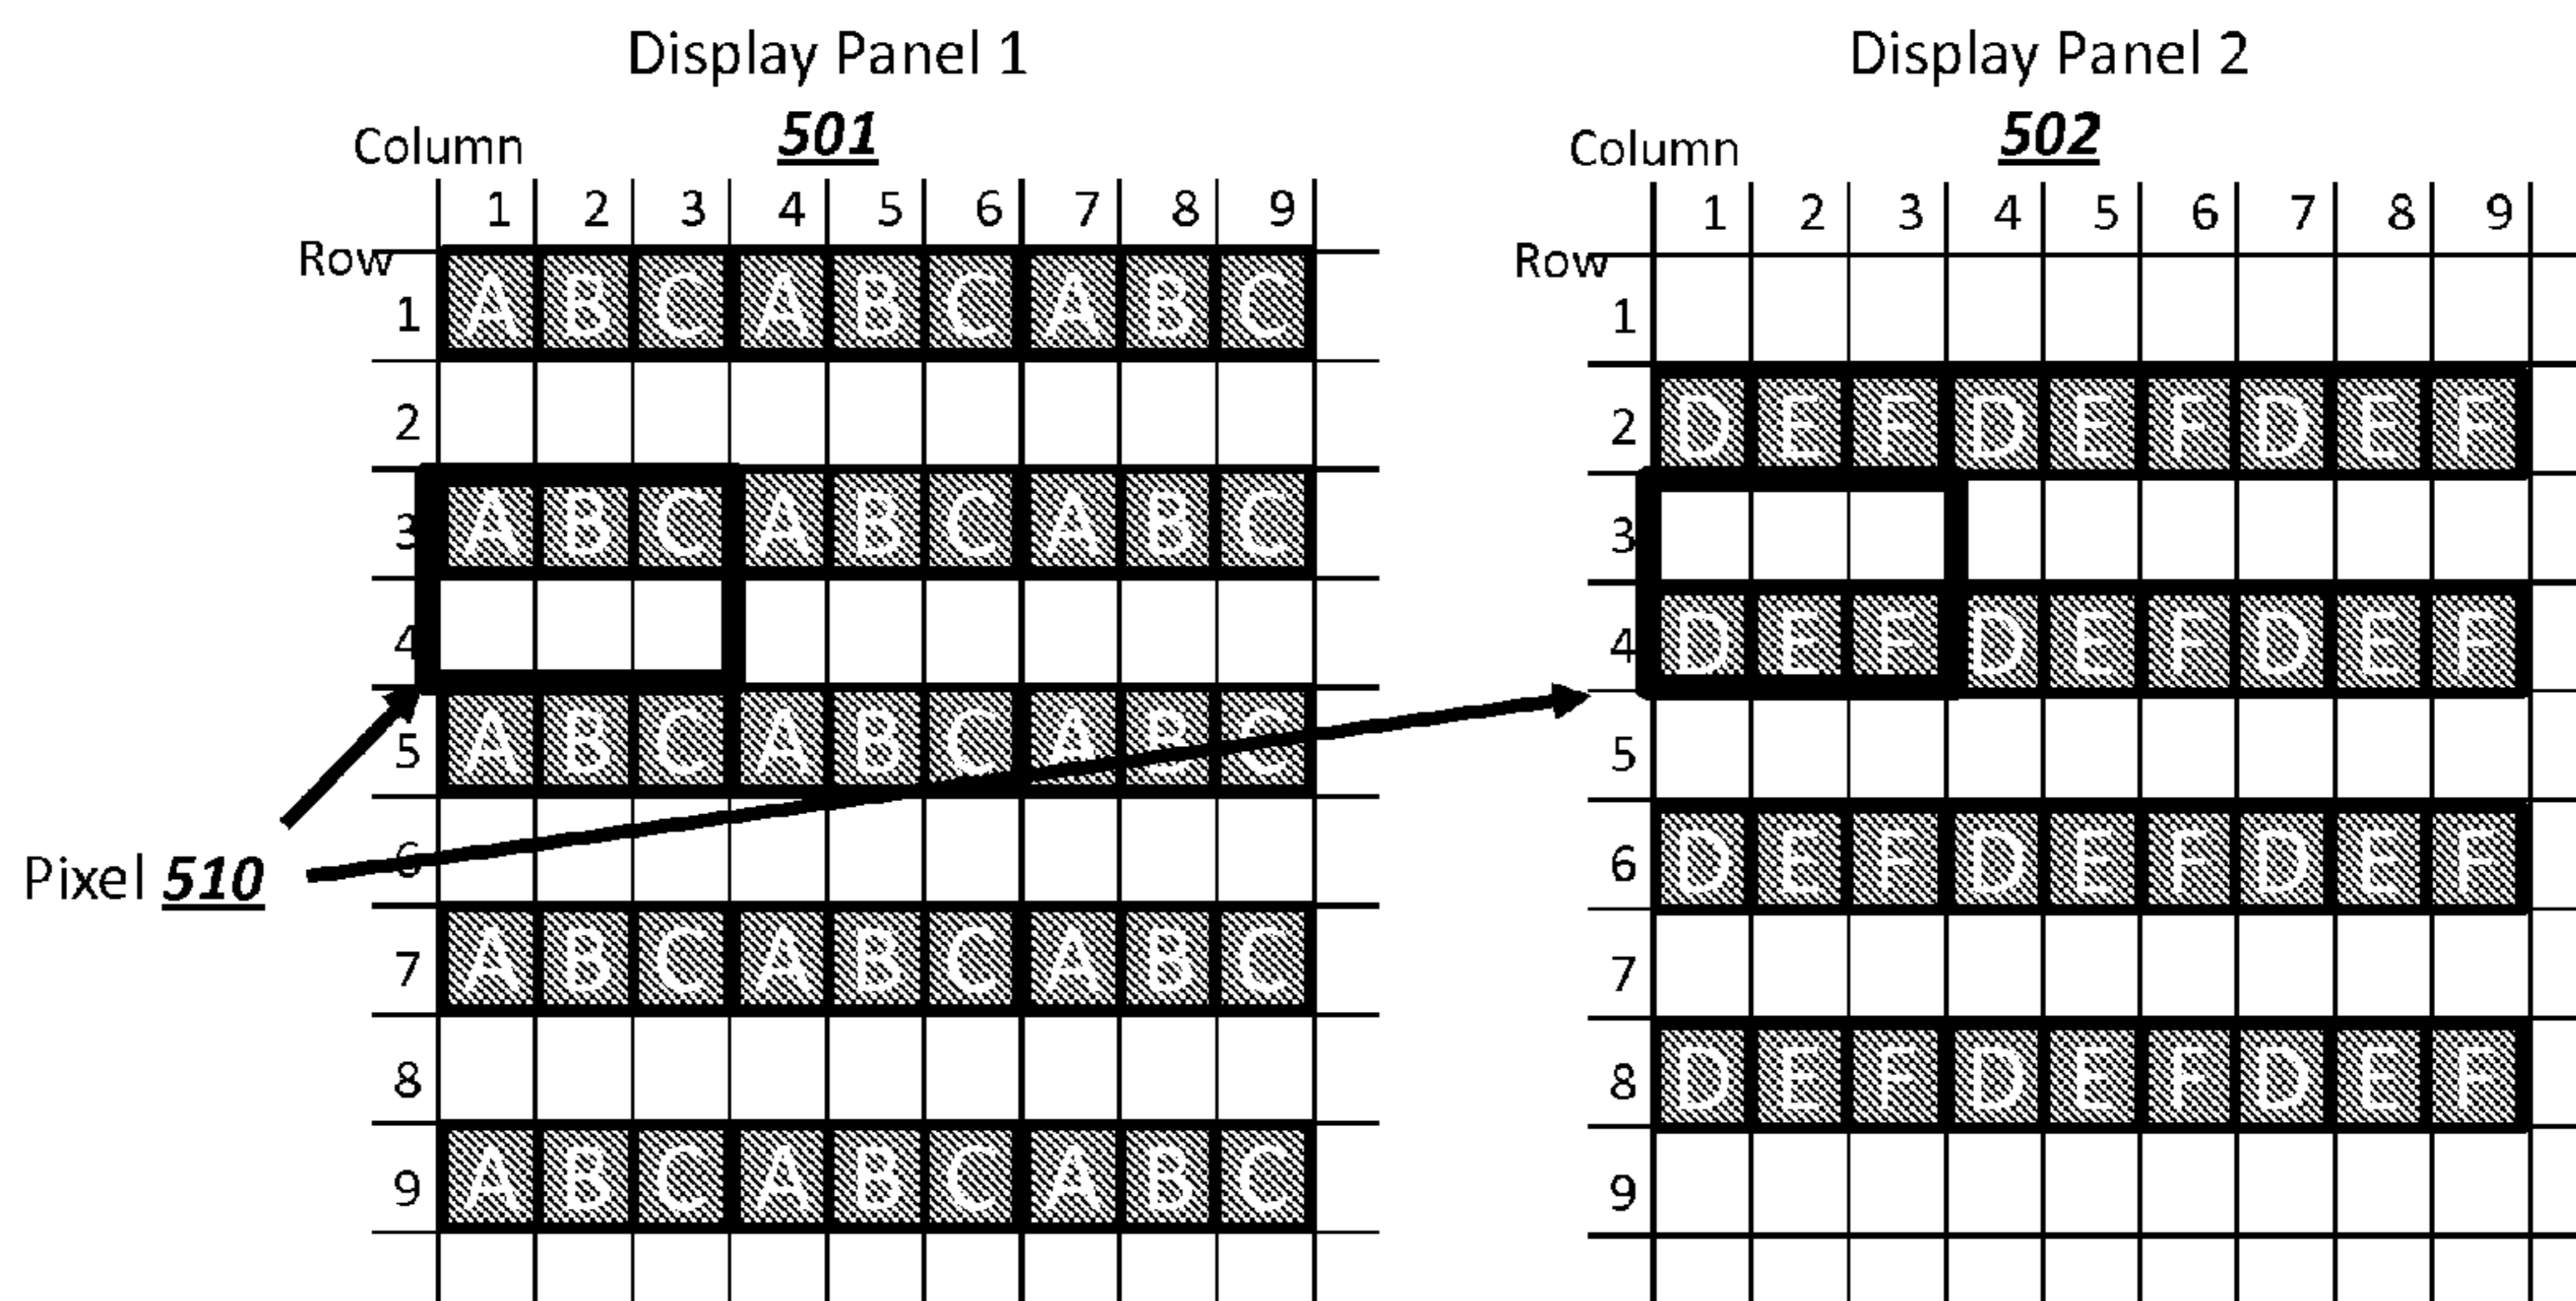 Display Panel 1
501
Column
1 2 3 4 5 6 7 8 9
Row
1 A B C A B C A B C
2
3 A B C A B C A B C
4
5 A B C A B C A B C
6
7 A B C A B C A B C
8
9 A B C A B C A B C
Pixel 510
Display Panel 2
502
Column
1 2 3 4 5 6 7 8 9
Row
1
2 D E F D E F D E F
3
4 D E F D E F D E F
5
6 D E F D E F D E F
7
8 D E F D E F D E F
9